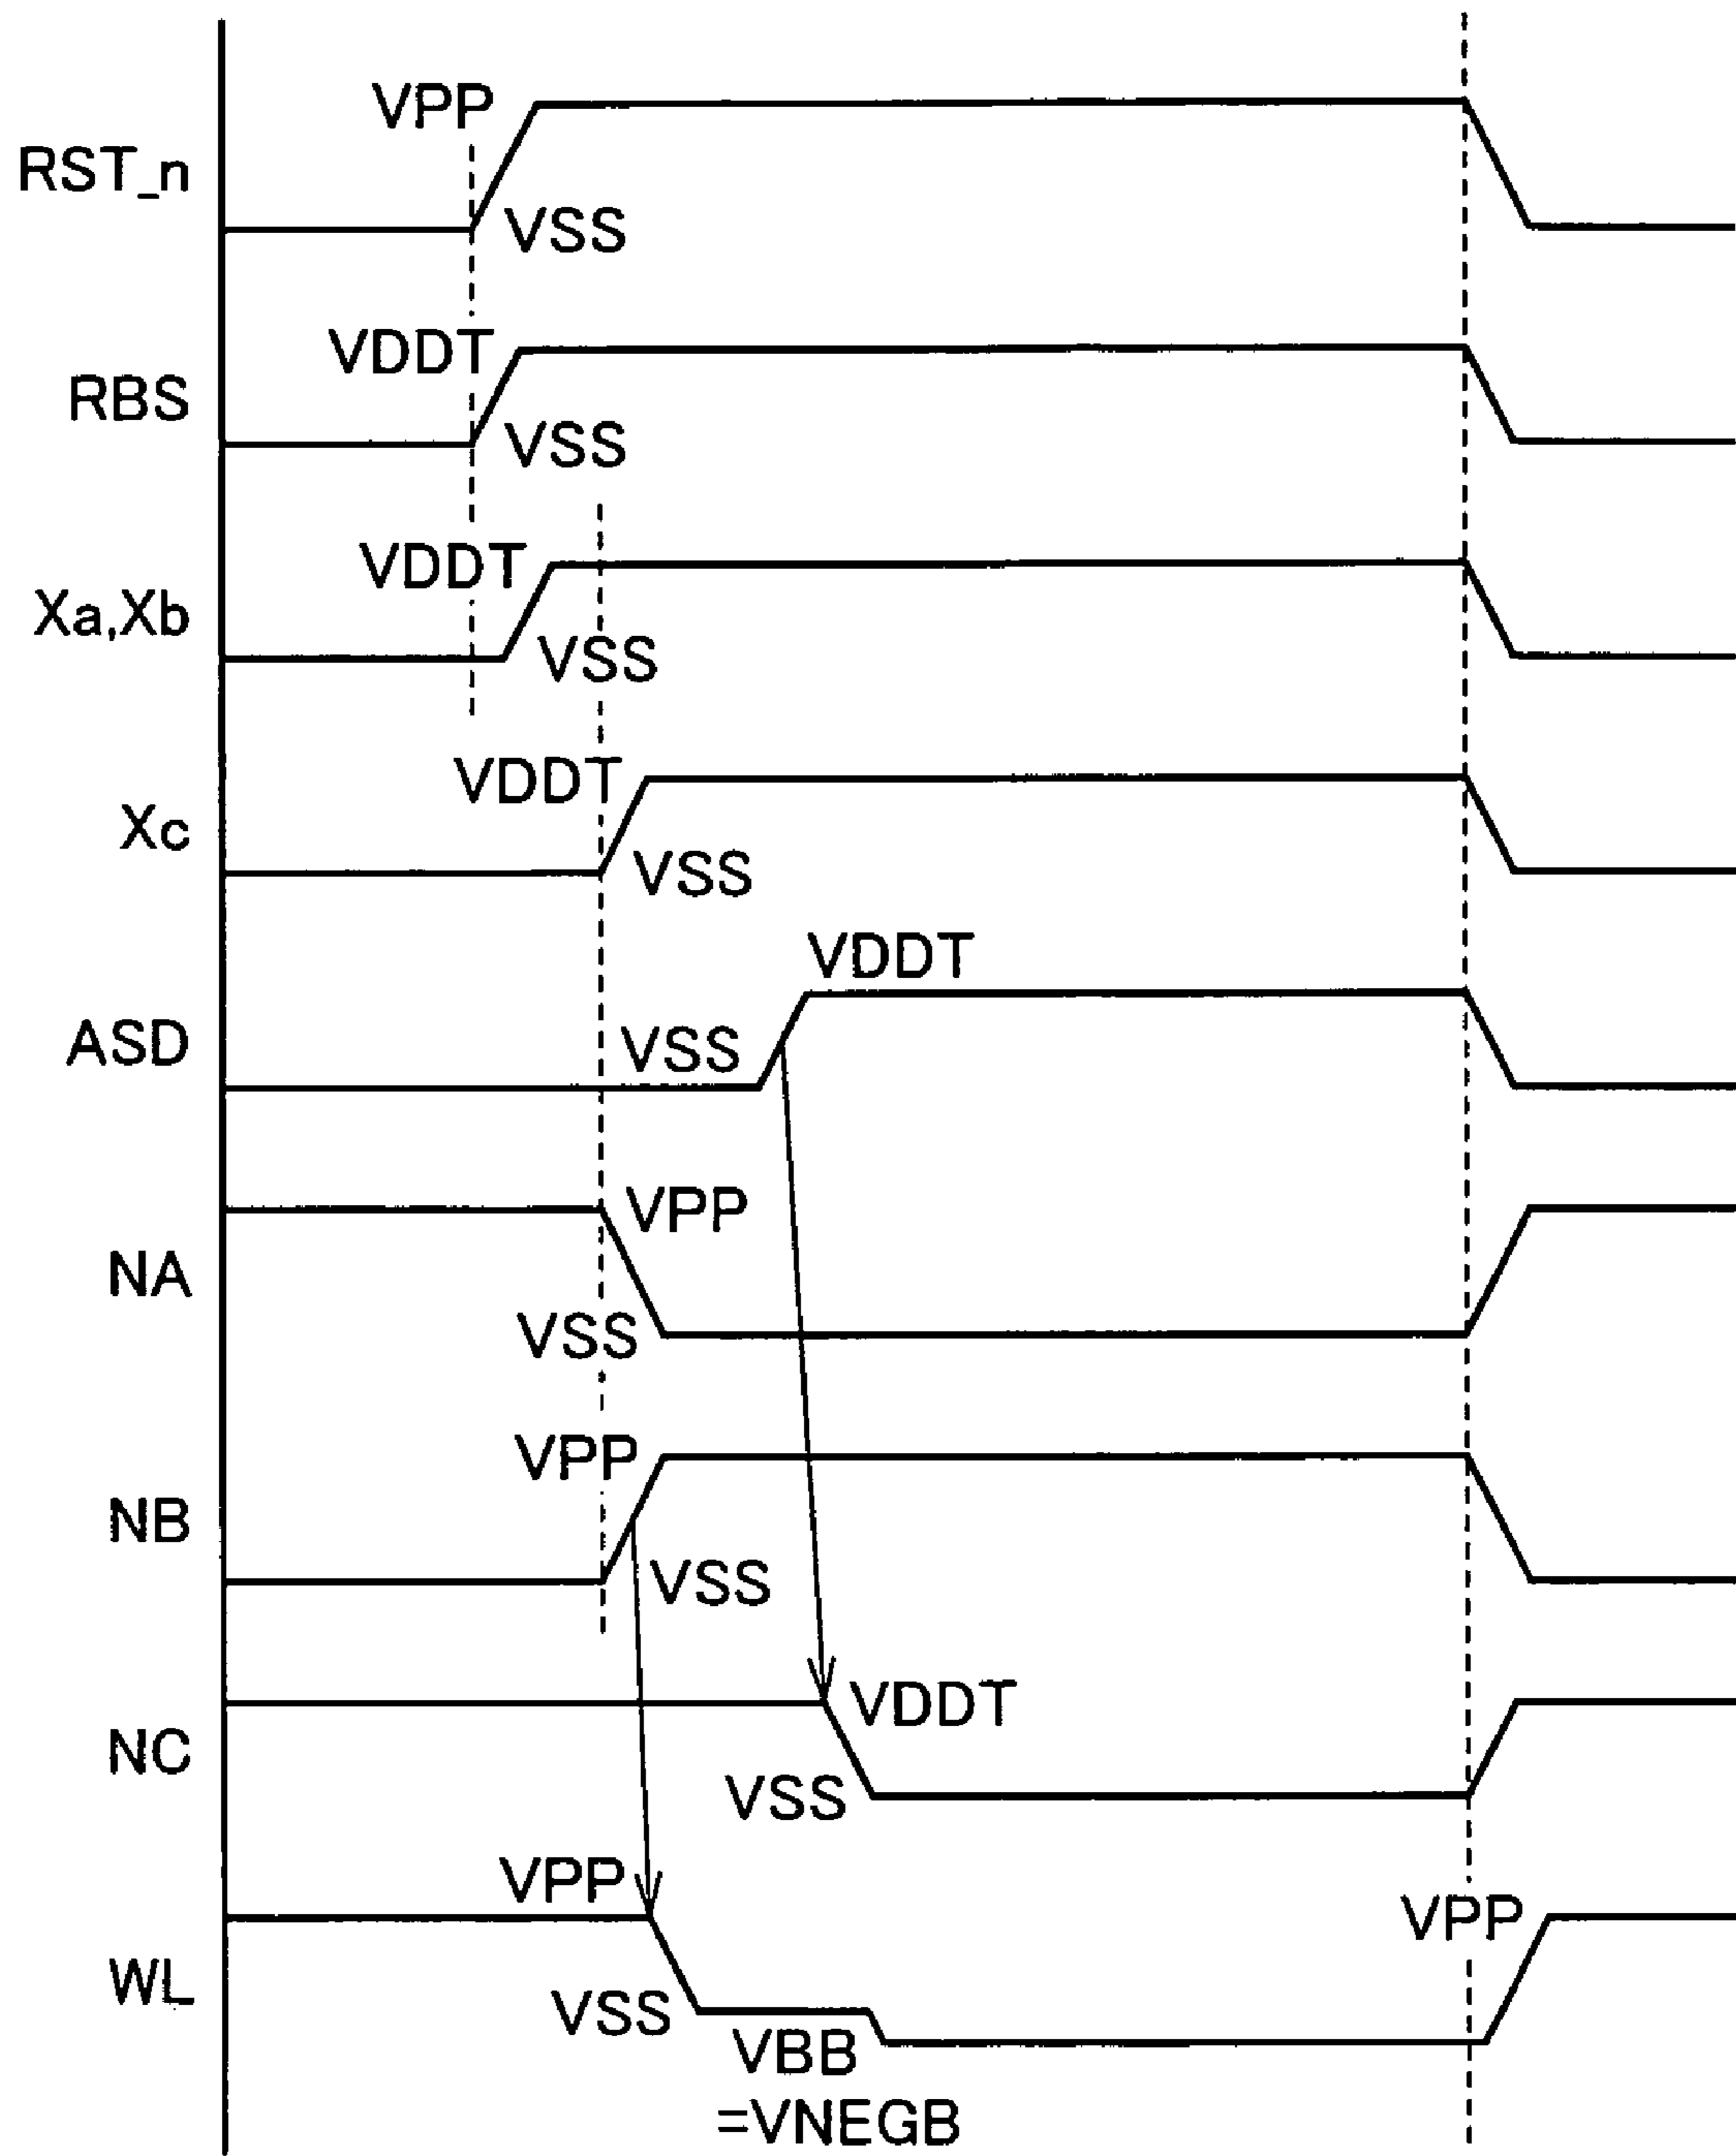 VPP
RST_n
VSS
VDDT
RBS
VSS
VDDT
Xa,Xb
VSS
VDDT
Xc
VSS
VDDT
ASD
VSS
VPP
NA
VSS
VPP
NB
VSS
VDDT
NC
VSS
VPP
VPP
WL
VSS
VBB
=VNEGB